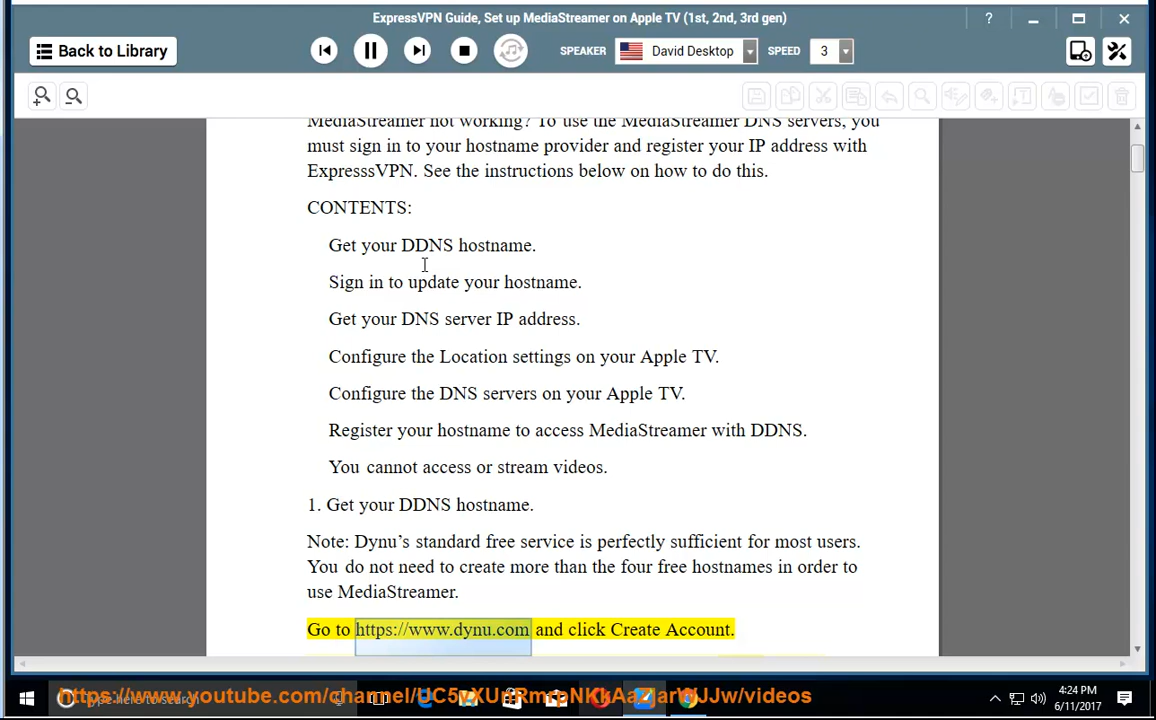 ExpressVPN Guide, Set up MediaStreamer on Apple TV (1st, 2nd, 3rd gen)
?
Back to Library
SPEAKER
David Desktop
SPEED
3
MediaStreamer not working? To use the MediaStreamer DNS servers, you
must sign in to your hostname provider and register your IP address with
ExpresssVPN. See the instructions below on how to do this.
CONTENTS:
Get your DDNS hostname.
Sign in to update your hostname.
Get your DNS server IP address.
Configure the Location settings on your Apple TV.
Configure the DNS servers on your Apple TV.
Register your hostname to access MediaStreamer with DDNS.
You cannot access or stream videos.
1. Get your DDNS hostname.
Note: Dynu’s standard free service is perfectly sufficient for most users.
You do not need to create more than the four free hostnames in order to
use MediaStreamer.
Go to https://www.dynu.com and click Create Account.
4:24 PM
6/11/2017